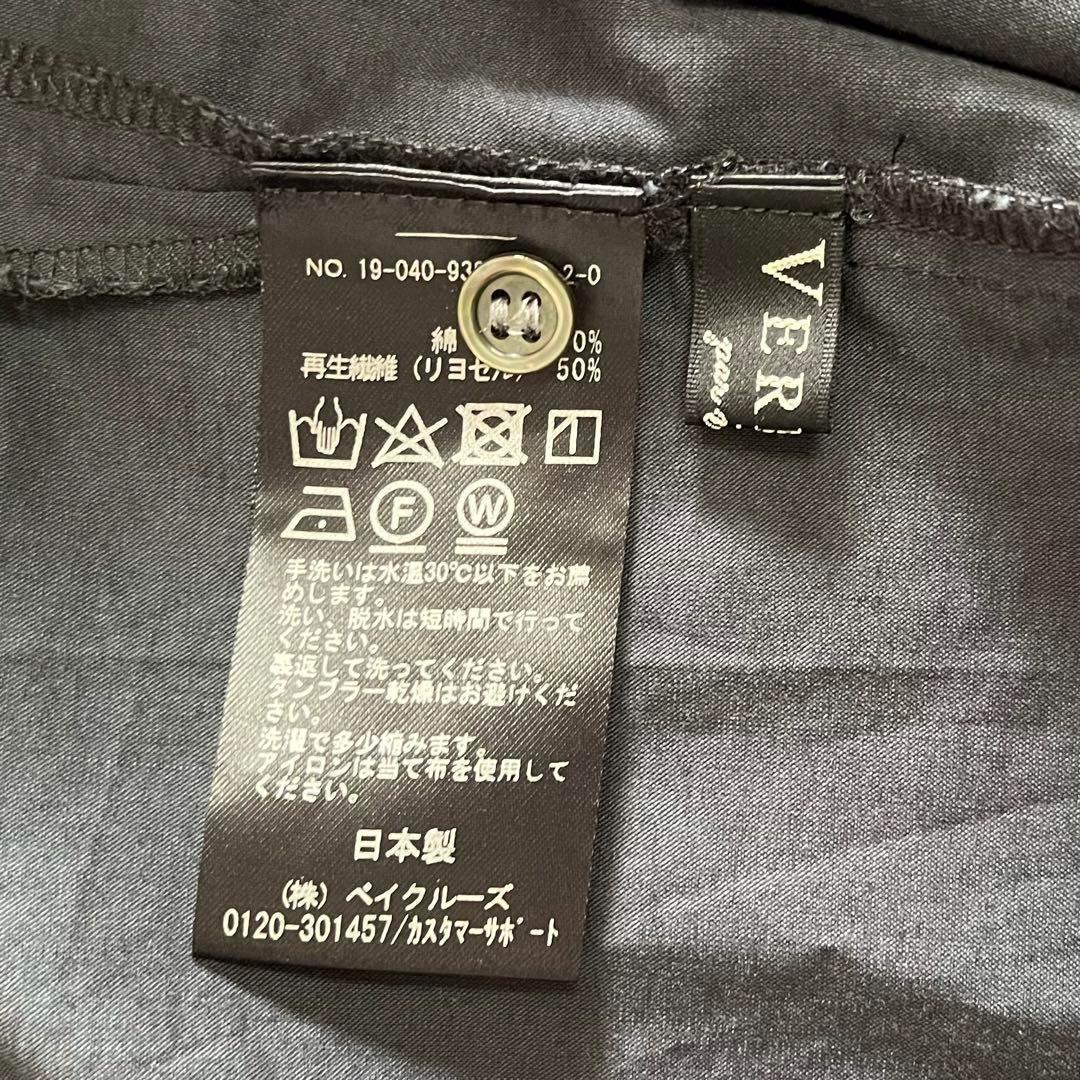 NO. 19-040-93 2-0
綿 0%
再生繊維 (リヨセル) 50%
F W
手洗いは水温30℃以下をお薦
めします。
洗い、脱水は短時間で行って
ください。
裏返して洗ってください。
タンブラー乾燥はお避けくだ
さい。
洗濯で多少縮みます。
アイロンは当て布を使用して
ください。
日本製
(株) ベイクルーズ
0120-301457/カスタマーサポート
VER
par